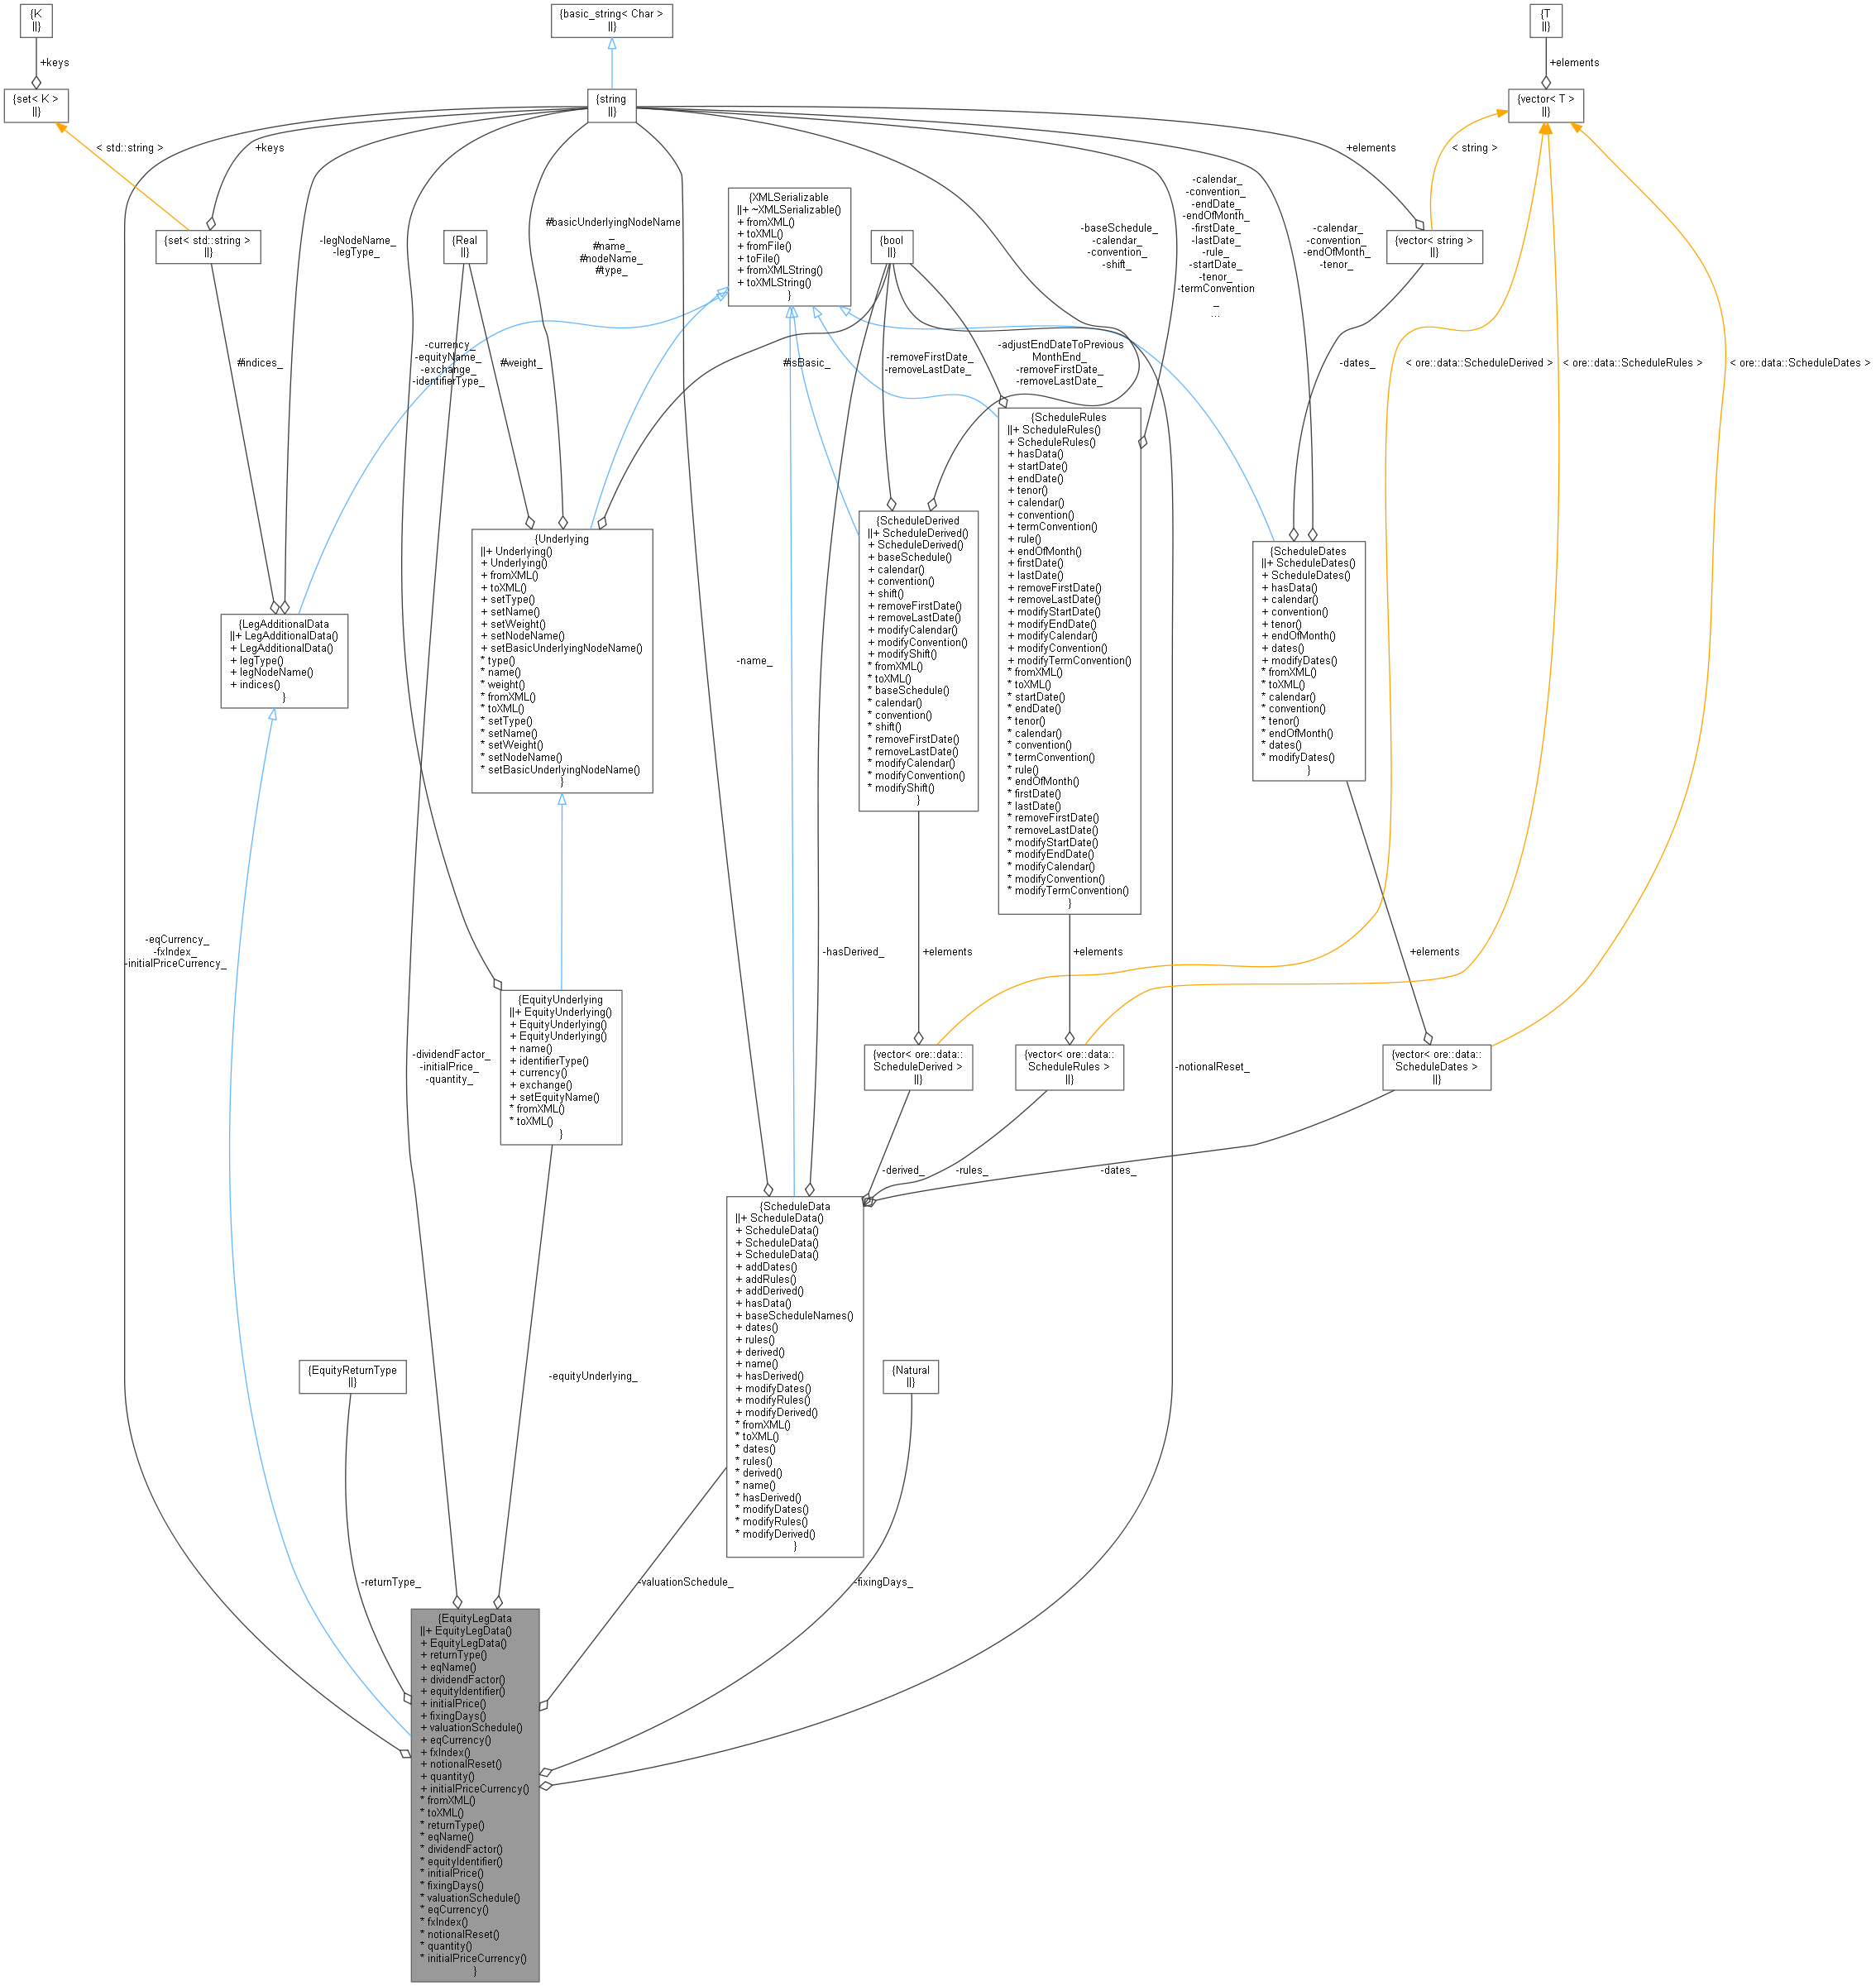 {K
||}
{basic_string< Char >
||}
{T
||}
+keys
+elements
{set< K >
||}
{string
||}
{vector< T >
||}
< std::string >
+keys
+elements
< string >
{set< std::string >
||}
-legNodeName_
-legType_
{Real
||}
#basicUnderlyingNodeName
_
#name_
#nodeName_
#type_
{XMLSerializable
||+ ~XMLSerializable()
+ fromXML()
+ toXML()
+ fromFile()
+ toFile()
+ fromXMLString()
+ toXMLString()
}
{bool
||}
-baseSchedule_
-calendar_
-convention_
-shift_
-calendar_
-convention_
-endDate_
-endOfMonth_
-firstDate_
-lastDate_
-rule_
-startDate_
-tenor_
-termConvention
_
...
-calendar_
-convention_
-endOfMonth_
-tenor_
{vector< string >
||}
#indices_
-currency_
-equityName_
-exchange_
-identifierType_
#weight_
#isBasic_
-removeFirstDate_
-removeLastDate_
-adjustEndDateToPrevious
MonthEnd_
-removeFirstDate_
-removeLastDate_
-dates_
< ore::data::ScheduleDerived >
< ore::data::ScheduleRules >
< ore::data::ScheduleDates >
{LegAdditionalData
||+ LegAdditionalData()
+ LegAdditionalData()
+ legType()
+ legNodeName()
+ indices()
}
{Underlying
||+ Underlying()
+ Underlying()
+ fromXML()
+ toXML()
+ setType()
+ setName()
+ setWeight()
+ setNodeName()
+ setBasicUnderlyingNodeName()
* type()
* name()
* weight()
* fromXML()
* toXML()
* setType()
* setName()
* setWeight()
* setNodeName()
* setBasicUnderlyingNodeName()
}
-name_
{ScheduleDerived
||+ ScheduleDerived()
+ ScheduleDerived()
+ baseSchedule()
+ calendar()
+ convention()
+ shift()
+ removeFirstDate()
+ removeLastDate()
+ modifyCalendar()
+ modifyConvention()
+ modifyShift()
* fromXML()
* toXML()
* baseSchedule()
* calendar()
* convention()
* shift()
* removeFirstDate()
* removeLastDate()
* modifyCalendar()
* modifyConvention()
* modifyShift()
}
{ScheduleRules
||+ ScheduleRules()
+ ScheduleRules()
+ hasData()
+ startDate()
+ endDate()
+ tenor()
+ calendar()
+ convention()
+ termConvention()
+ rule()
+ endOfMonth()
+ firstDate()
+ lastDate()
+ removeFirstDate()
+ removeLastDate()
+ modifyStartDate()
+ modifyEndDate()
+ modifyCalendar()
+ modifyConvention()
+ modifyTermConvention()
* fromXML()
* toXML()
* startDate()
* endDate()
* tenor()
* calendar()
* convention()
* termConvention()
* rule()
* endOfMonth()
* firstDate()
* lastDate()
* removeFirstDate()
* removeLastDate()
* modifyStartDate()
* modifyEndDate()
* modifyCalendar()
* modifyConvention()
* modifyTermConvention()
}
{ScheduleDates
||+ ScheduleDates()
+ ScheduleDates()
+ hasData()
+ calendar()
+ convention()
+ tenor()
+ endOfMonth()
+ dates()
+ modifyDates()
* fromXML()
* toXML()
* calendar()
* convention()
* tenor()
* endOfMonth()
* dates()
* modifyDates()
}
-eqCurrency_
-fxIndex_
-initialPriceCurrency_
-hasDerived_
+elements
+elements
+elements
{EquityUnderlying
||+ EquityUnderlying()
+ EquityUnderlying()
+ EquityUnderlying()
+ name()
+ identifierType()
+ currency()
+ exchange()
+ setEquityName()
* fromXML()
* toXML()
}
-dividendFactor_
-initialPrice_
-quantity_
{vector< ore::data::
ScheduleDerived >
||}
{vector< ore::data::
ScheduleRules >
||}
-notionalReset_
{vector< ore::data::
ScheduleDates >
||}
-derived_
-rules_
-dates_
{ScheduleData
||+ ScheduleData()
+ ScheduleData()
+ ScheduleData()
+ ScheduleData()
+ addDates()
+ addRules()
+ addDerived()
+ hasData()
+ baseScheduleNames()
+ dates()
+ rules()
+ derived()
+ name()
+ hasDerived()
+ modifyDates()
+ modifyRules()
+ modifyDerived()
* fromXML()
* toXML()
* dates()
* rules()
* derived()
* name()
* hasDerived()
* modifyDates()
* modifyRules()
* modifyDerived()
}
{EquityReturnType
||}
-equityUnderlying_
{Natural
||}
-returnType_
-valuationSchedule_
-fixingDays_
{EquityLegData
||+ EquityLegData()
+ EquityLegData()
+ returnType()
+ eqName()
+ dividendFactor()
+ equityIdentifier()
+ initialPrice()
+ fixingDays()
+ valuationSchedule()
+ eqCurrency()
+ fxIndex()
+ notionalReset()
+ quantity()
+ initialPriceCurrency()
* fromXML()
* toXML()
* returnType()
* eqName()
* dividendFactor()
* equityIdentifier()
* initialPrice()
* fixingDays()
* valuationSchedule()
* eqCurrency()
* fxIndex()
* notionalReset()
* quantity()
* initialPriceCurrency()
}